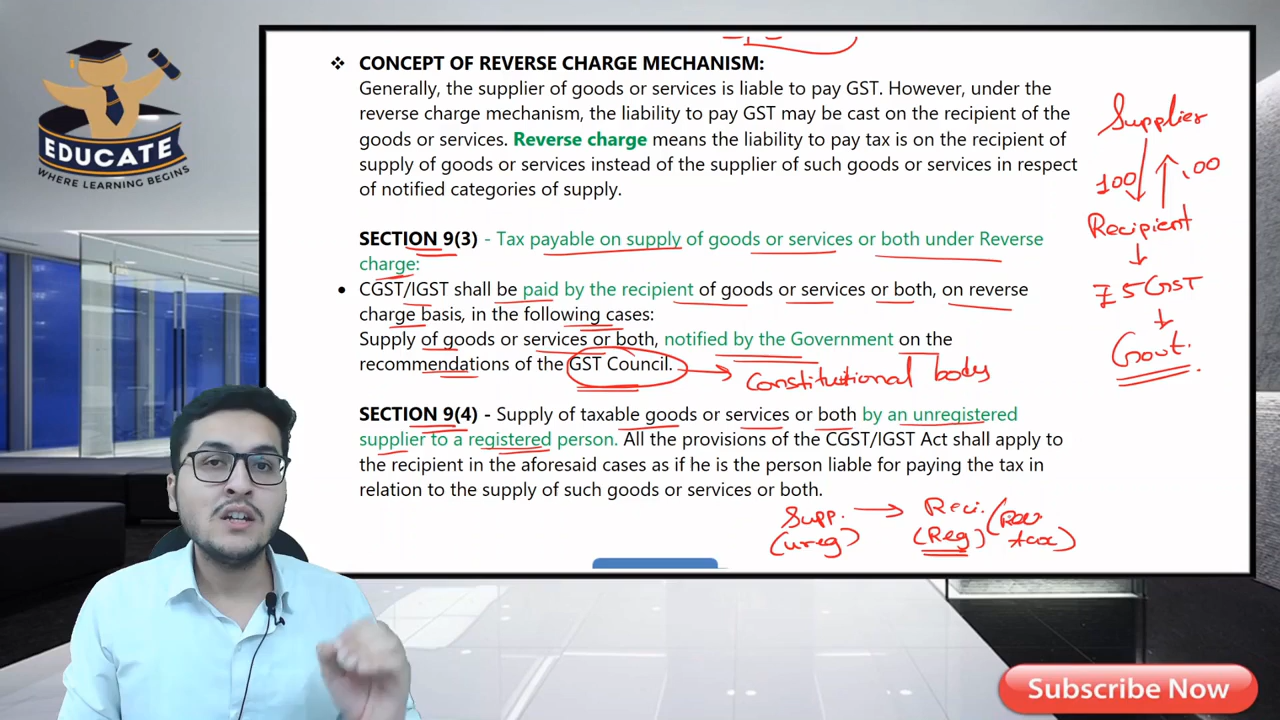 EDUCATE
WHERE LEARNING BEGINS
❖ CONCEPT OF REVERSE CHARGE MECHANISM:
Generally, the supplier of goods or services is liable to pay GST. However, under the
reverse charge mechanism, the liability to pay GST may be cast on the recipient of the
goods or services. Reverse charge means the liability to pay tax is on the recipient of
supply of goods or services instead of the supplier of such goods or services in respect
of notified categories of supply.
SECTION 9(3) - Tax payable on supply of goods or services or both under Reverse
charge:
• CGST/IGST shall be paid by the recipient of goods or services or both, on reverse
charge basis, in the following cases:
Supply of goods or services or both, notified by the Government on the
recommendations of the GST Council.
Constitutional body
SECTION 9(4) - Supply of taxable goods or services or both by an unregistered
supplier to a registered person. All the provisions of the CGST/IGST Act shall apply to
the recipient in the aforesaid cases as if he is the person liable for paying the tax in
relation to the supply of such goods or services or both.
Supp. → Reci.
(ureg) (Reg)
Supplier
100 100
Recipient
₹5 GST
Govt.
Subscribe Now